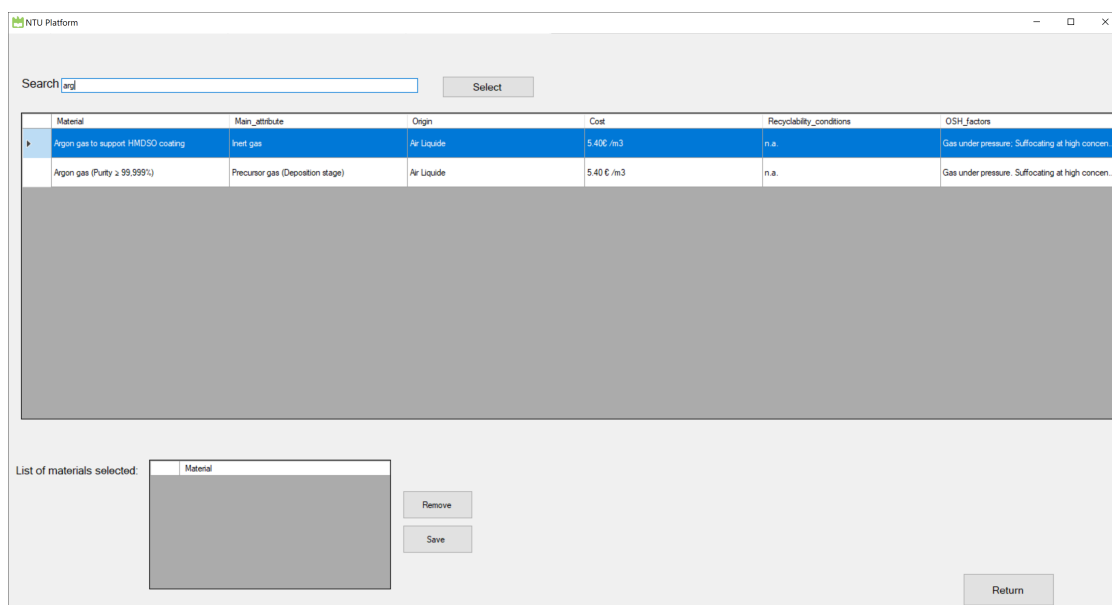 NTU Platform
Search arg Select
Material Main_attribute Origin Cost Recyclability_conditions OSH_factors
Argon gas to support HMDSO coating Inert gas Air Liquide 5.40€ /m3 n.a. Gas under pressure; Suffocating at high concen...
Argon gas (Purity ≥ 99,999%) Precursor gas (Deposition stage) Air Liquide 5.40 € /m3 n.a. Gas under pressure. Suffocating at high concen...
List of materials selected: Material
Remove
Save
Return